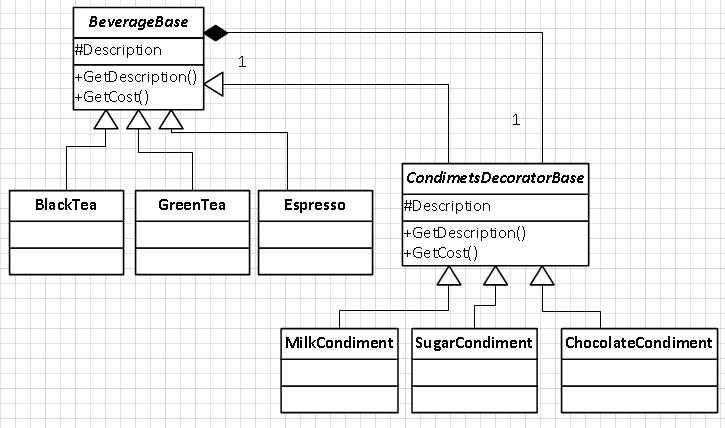 BeverageBase
#Description
+GetDescription()
+GetCost()
1
1
CondimetsDecoratorBase
#Description
+GetDescription()
+GetCost()
BlackTea
GreenTea
Espresso
MilkCondiment
SugarCondiment
ChocolateCondiment